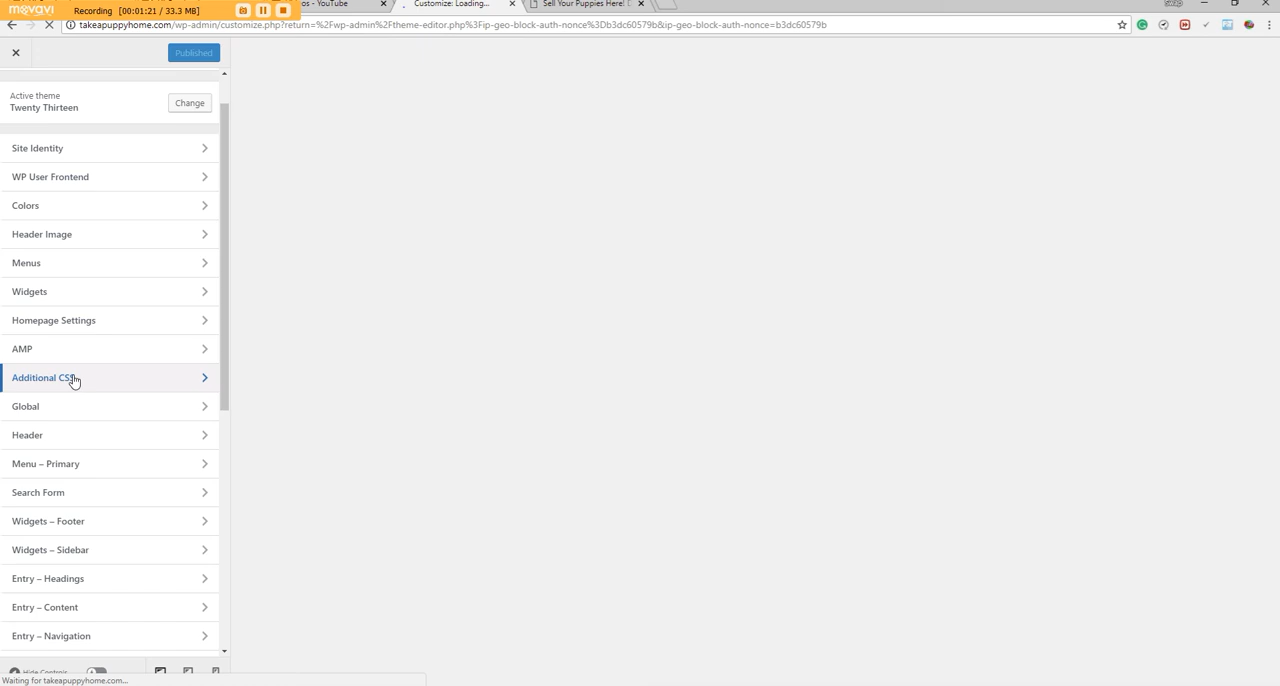 movavi
Recording [00:01:21 / 33.3 MB]
os - YouTube
Customize: Loading...
Sell Your Puppies Here! D
swap
takeapuppyhome.com/wp-admin/customize.php?return=%2Fwp-admin%2Ftheme-editor.php%3Fip-geo-block-auth-nonce%3Db3dc60579b&ip-geo-block-auth-nonce=b3dc60579b
Published
Active theme
Twenty Thirteen
Change
Site Identity
WP User Frontend
Colors
Header Image
Menus
Widgets
Homepage Settings
AMP
Additional CSS
Global
Header
Menu – Primary
Search Form
Widgets – Footer
Widgets – Sidebar
Entry – Headings
Entry – Content
Entry – Navigation
Hide Controls
Waiting for takeapuppyhome.com...